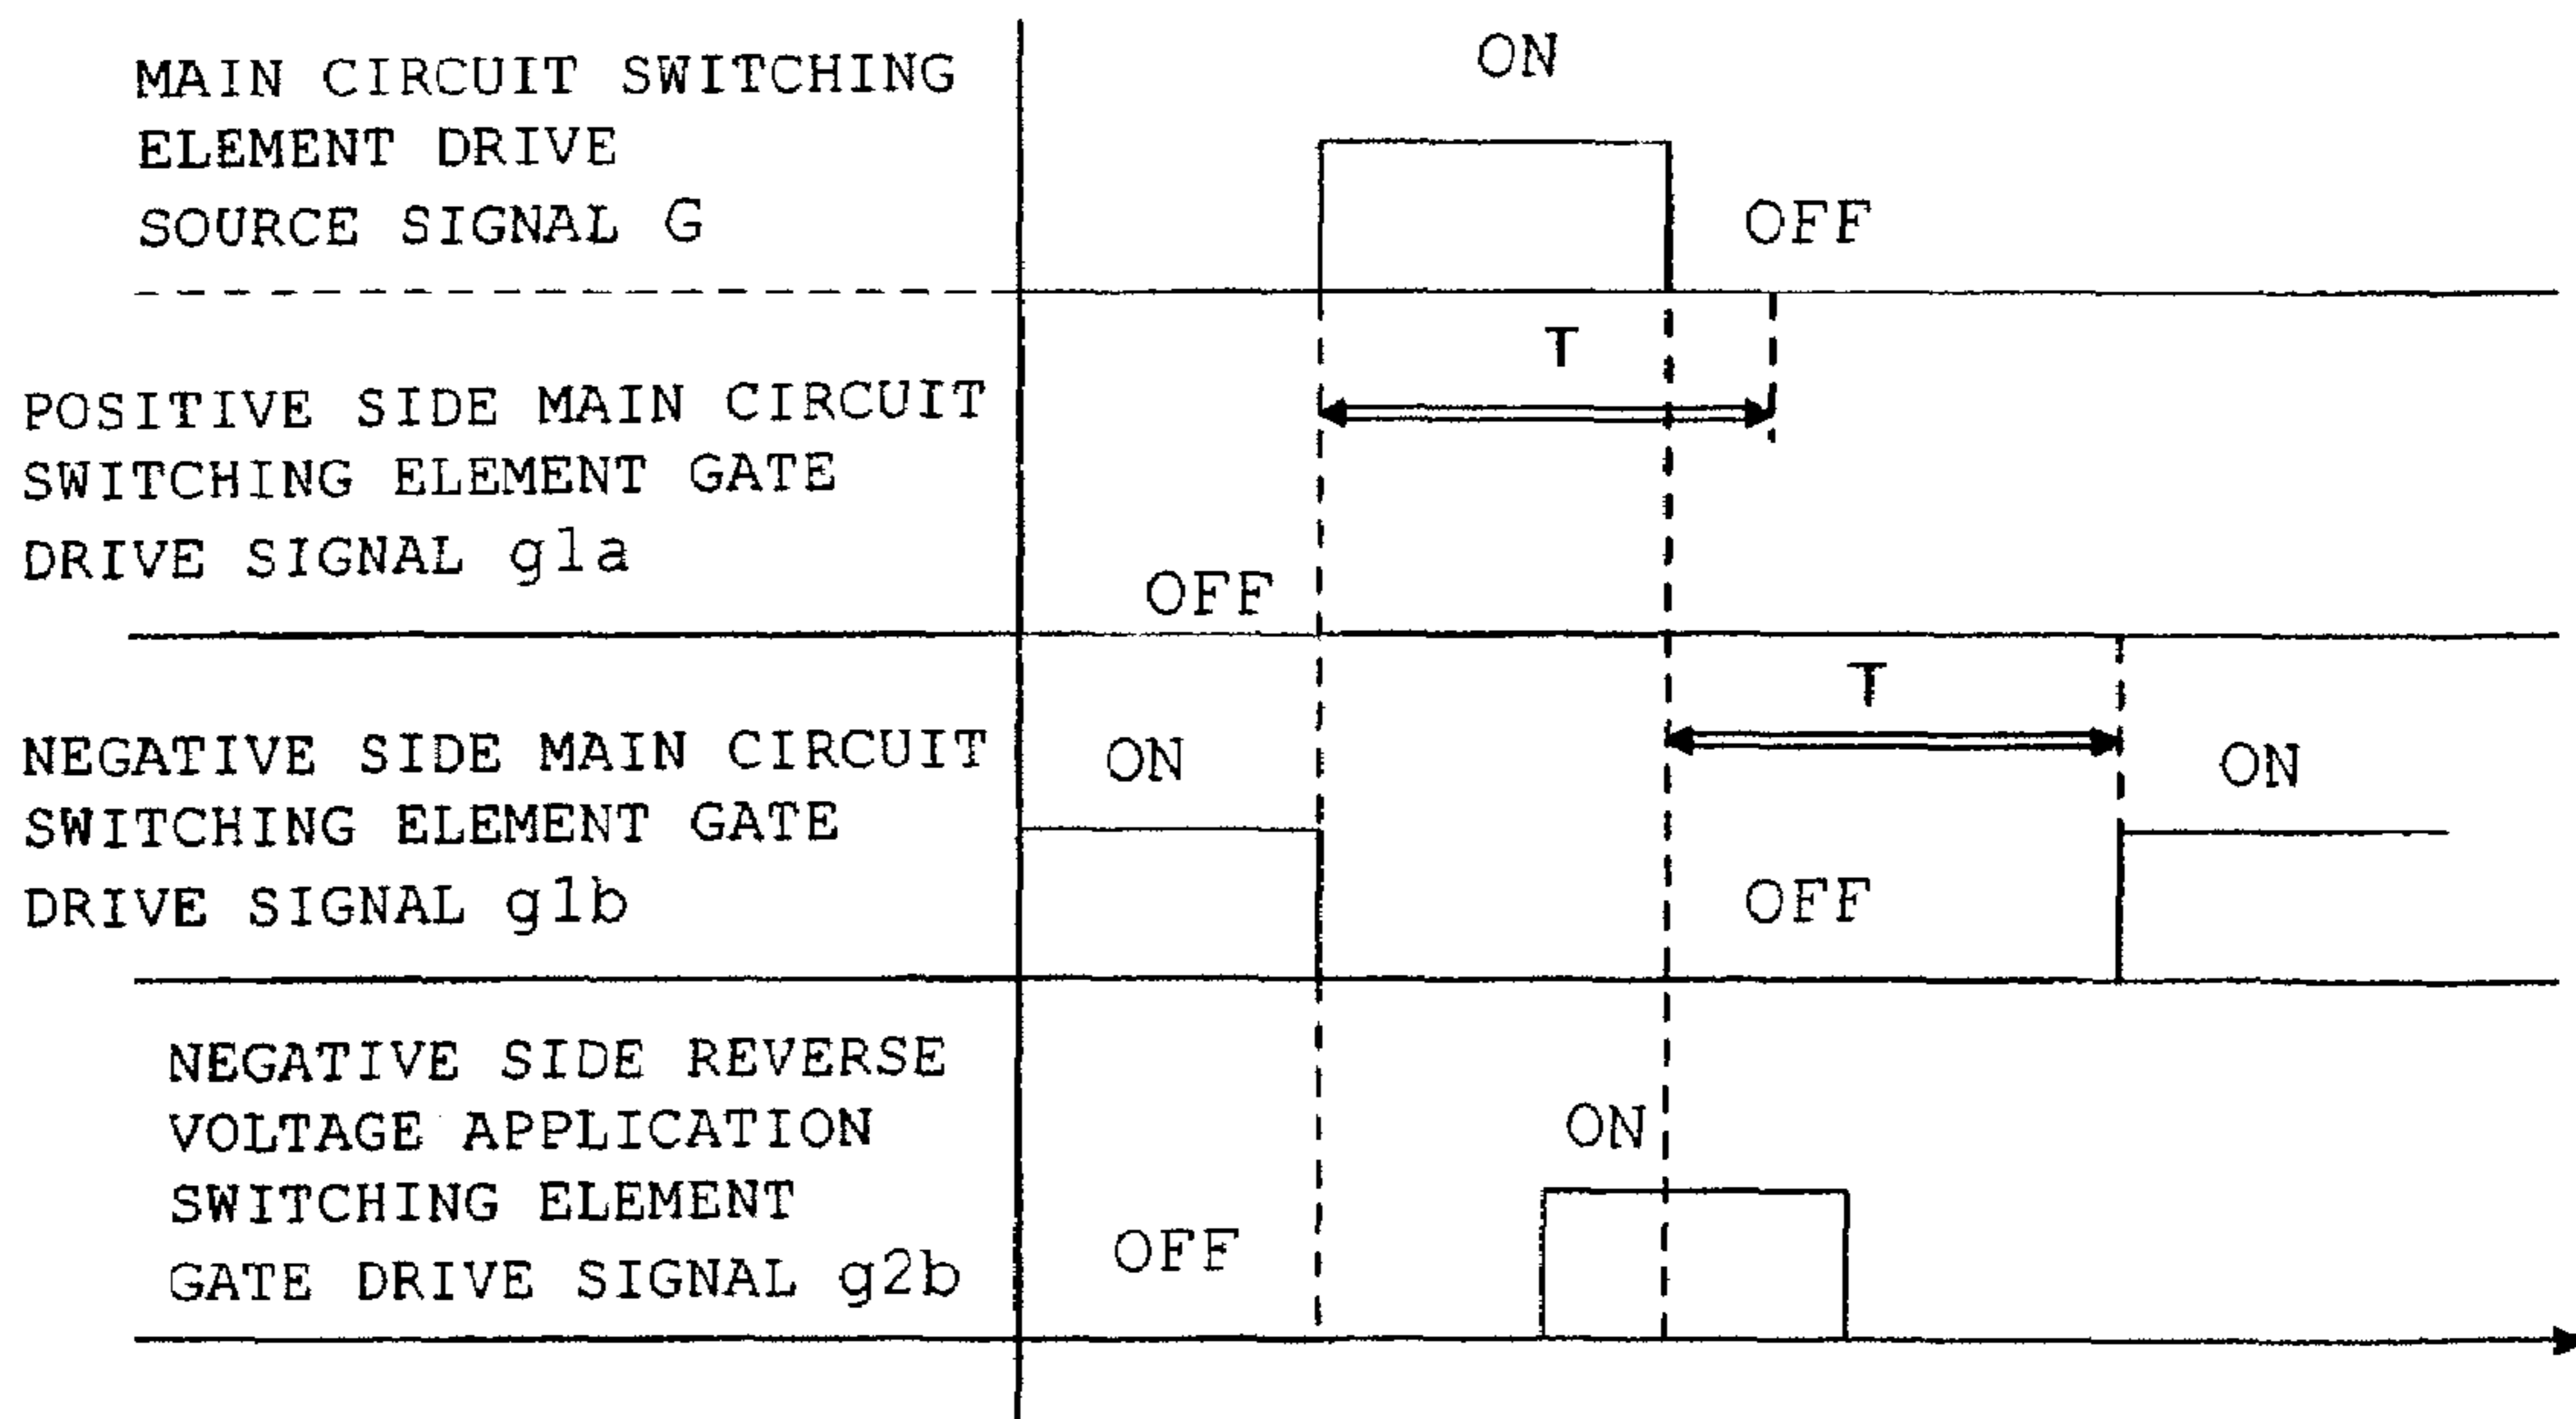 MAIN CIRCUIT SWITCHING
ELEMENT DRIVE
SOURCE SIGNAL G
ON
OFF
T
POSITIVE SIDE MAIN CIRCUIT
SWITCHING ELEMENT GATE
DRIVE SIGNAL g1a
OFF
T
NEGATIVE SIDE MAIN CIRCUIT
SWITCHING ELEMENT GATE
DRIVE SIGNAL g1b
ON
OFF
ON
NEGATIVE SIDE REVERSE
VOLTAGE APPLICATION
SWITCHING ELEMENT
GATE DRIVE SIGNAL g2b
OFF
ON